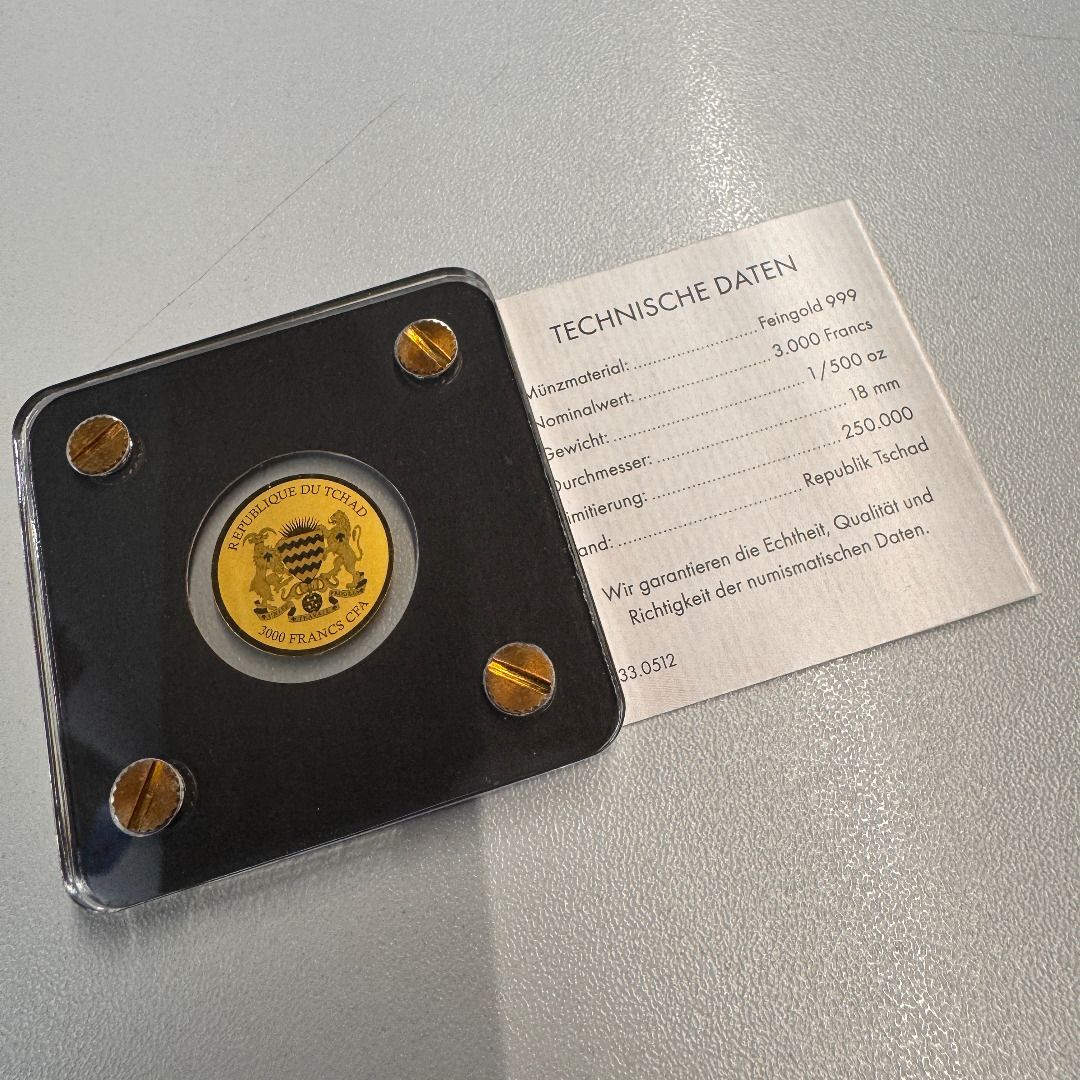 REPUBLIQUE DU TCHAD
3000 FRANCS CFA
TECHNISCHE DATEN
Münzmaterial: ........................ Feingold 999
Nominalwert: ........................ 3.000 Francs
Gewicht: ........................ 1/500 oz
Durchmesser: ........................ 18 mm
imitierung: ........................ 250.000
and: ........................ Republik Tschad
Wir garantieren die Echtheit, Qualität und
Richtigkeit der numismatischen Daten.
33.0512